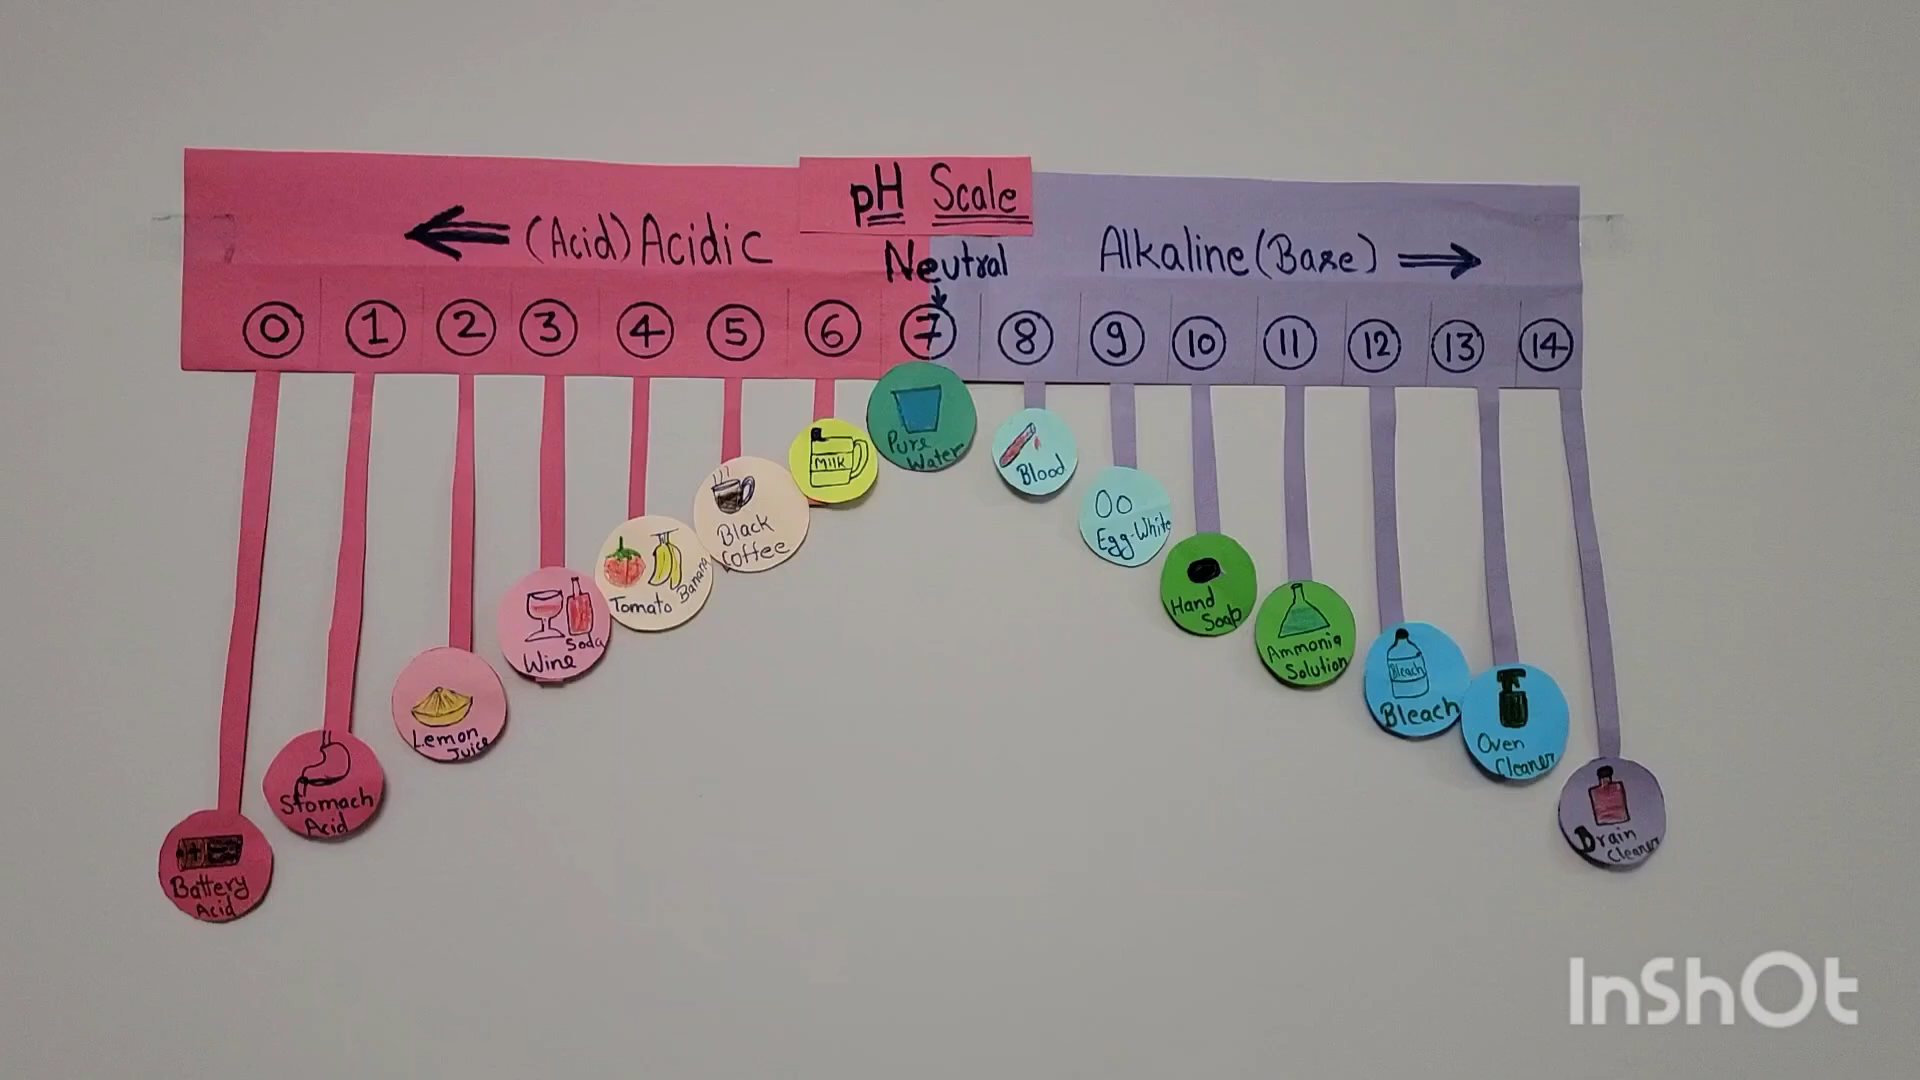 pH Scale
← (Acid) Acidic
Neutral
Alkaline (Base) →
0 1 2 3 4 5 6 7 8 9 10 11 12 13 14
Battery
Acid
Stomach
Acid
Lemon
Juice
Wine
Soda
Tomato
Banana
Black
Coffee
Milk
Pure
Water
Blood
Egg-White
Hand
Soap
Ammonia
Solution
Bleach
Bleach
Oven
Cleaner
Brain
Cleaner
InShOt